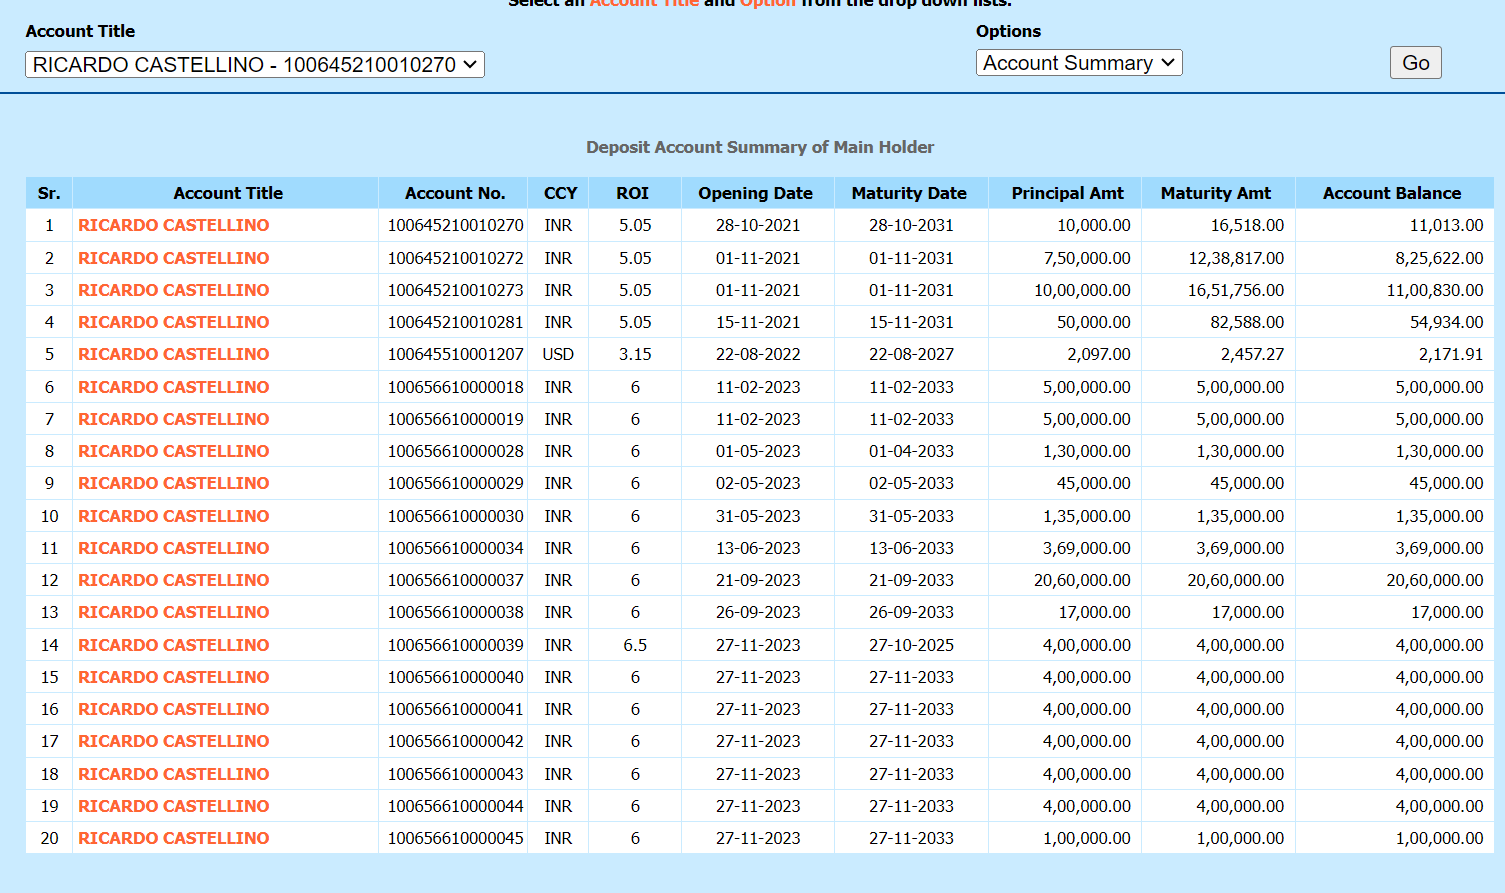 Select an Account Title and Option from the drop down lists.
Account Title Options
RICARDO CASTELLINO - 100645210010270 Account Summary Go
Deposit Account Summary of Main Holder
Sr. Account Title Account No. CCY ROI Opening Date Maturity Date Principal Amt Maturity Amt Account Balance
1 RICARDO CASTELLINO 100645210010270 INR 5.05 28-10-2021 28-10-2031 10,000.00 16,518.00 11,013.00
2 RICARDO CASTELLINO 100645210010272 INR 5.05 01-11-2021 01-11-2031 7,50,000.00 12,38,817.00 8,25,622.00
3 RICARDO CASTELLINO 100645210010273 INR 5.05 01-11-2021 01-11-2031 10,00,000.00 16,51,756.00 11,00,830.00
4 RICARDO CASTELLINO 100645210010281 INR 5.05 15-11-2021 15-11-2031 50,000.00 82,588.00 54,934.00
5 RICARDO CASTELLINO 100645510001207 USD 3.15 22-08-2022 22-08-2027 2,097.00 2,457.27 2,171.91
6 RICARDO CASTELLINO 100656610000018 INR 6 11-02-2023 11-02-2033 5,00,000.00 5,00,000.00 5,00,000.00
7 RICARDO CASTELLINO 100656610000019 INR 6 11-02-2023 11-02-2033 5,00,000.00 5,00,000.00 5,00,000.00
8 RICARDO CASTELLINO 100656610000028 INR 6 01-05-2023 01-04-2033 1,30,000.00 1,30,000.00 1,30,000.00
9 RICARDO CASTELLINO 100656610000029 INR 6 02-05-2023 02-05-2033 45,000.00 45,000.00 45,000.00
10 RICARDO CASTELLINO 100656610000030 INR 6 31-05-2023 31-05-2033 1,35,000.00 1,35,000.00 1,35,000.00
11 RICARDO CASTELLINO 100656610000034 INR 6 13-06-2023 13-06-2033 3,69,000.00 3,69,000.00 3,69,000.00
12 RICARDO CASTELLINO 100656610000037 INR 6 21-09-2023 21-09-2033 20,60,000.00 20,60,000.00 20,60,000.00
13 RICARDO CASTELLINO 100656610000038 INR 6 26-09-2023 26-09-2033 17,000.00 17,000.00 17,000.00
14 RICARDO CASTELLINO 100656610000039 INR 6.5 27-11-2023 27-10-2025 4,00,000.00 4,00,000.00 4,00,000.00
15 RICARDO CASTELLINO 100656610000040 INR 6 27-11-2023 27-11-2033 4,00,000.00 4,00,000.00 4,00,000.00
16 RICARDO CASTELLINO 100656610000041 INR 6 27-11-2023 27-11-2033 4,00,000.00 4,00,000.00 4,00,000.00
17 RICARDO CASTELLINO 100656610000042 INR 6 27-11-2023 27-11-2033 4,00,000.00 4,00,000.00 4,00,000.00
18 RICARDO CASTELLINO 100656610000043 INR 6 27-11-2023 27-11-2033 4,00,000.00 4,00,000.00 4,00,000.00
19 RICARDO CASTELLINO 100656610000044 INR 6 27-11-2023 27-11-2033 4,00,000.00 4,00,000.00 4,00,000.00
20 RICARDO CASTELLINO 100656610000045 INR 6 27-11-2023 27-11-2033 1,00,000.00 1,00,000.00 1,00,000.00